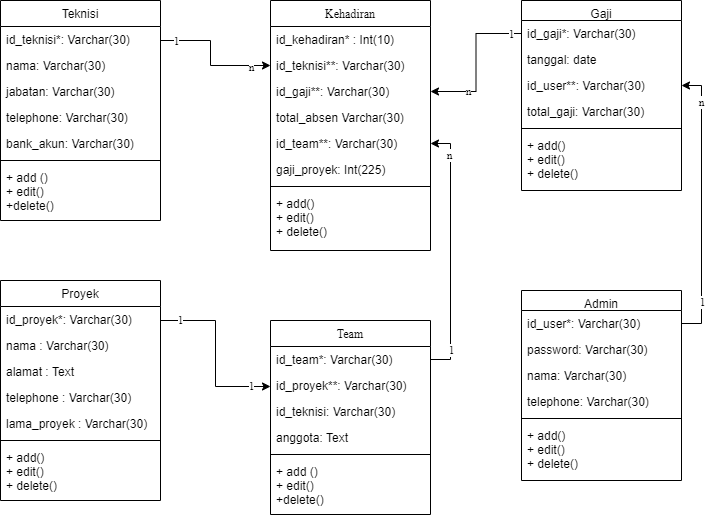 Teknisi
id_teknisi*: Varchar(30)
nama: Varchar(30)
jabatan: Varchar(30)
telephone: Varchar(30)
bank_akun: Varchar(30)
+ add ()
+ edit()
+delete()
1
n
Kehadiran
id_kehadiran* : Int(10)
id_teknisi**: Varchar(30)
id_gaji**: Varchar(30)
total_absen Varchar(30)
id_team**: Varchar(30)
gaji_proyek: Int(225)
+ add()
+ edit()
+ delete()
1
n
Gaji
id_gaji*: Varchar(30)
tanggal: date
id_user**: Varchar(30)
total_gaji: Varchar(30)
+ add()
+ edit()
+ delete()
n
n
Proyek
id_proyek*: Varchar(30)
nama : Varchar(30)
alamat : Text
telephone : Varchar(30)
lama_proyek : Varchar(30)
+ add()
+ edit()
+ delete()
1
1
Team
id_team*: Varchar(30)
id_proyek**: Varchar(30)
id_teknisi: Varchar(30)
anggota: Text
+ add ()
+ edit()
+delete()
1
Admin
id_user*: Varchar(30)
password: Varchar(30)
nama: Varchar(30)
telephone: Varchar(30)
+ add()
+ edit()
+ delete()
1